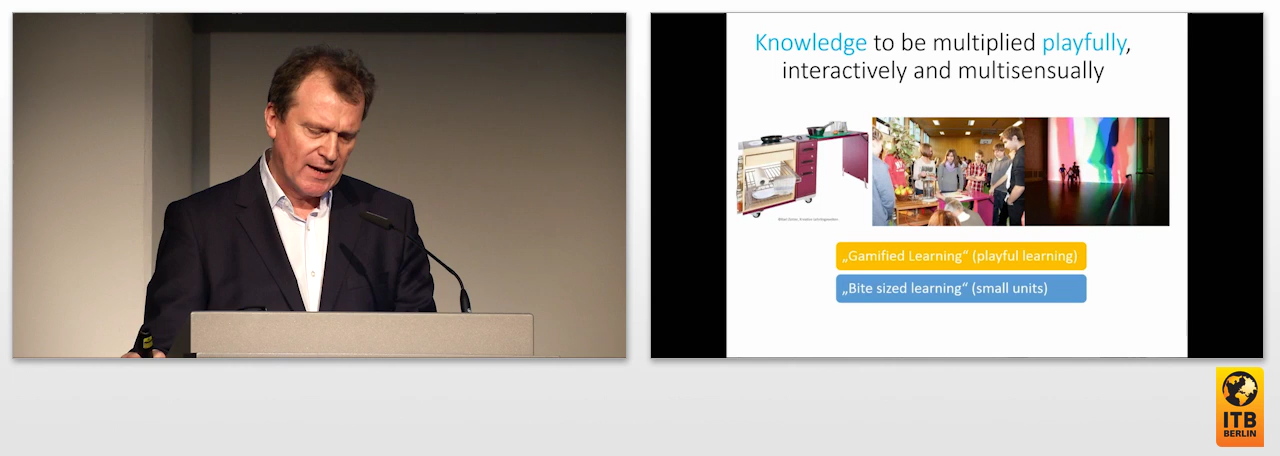 Knowledge to be multiplied playfully,
interactively and multisensually
„Gamified Learning“ (playful learning)
„Bite sized learning“ (small units)
ITB
BERLIN